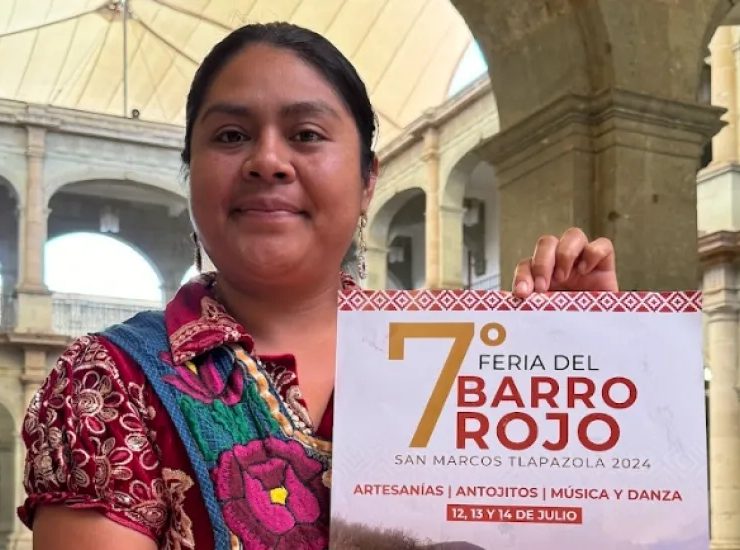 7°
FERIA DEL
BARRO
ROJO
SAN MARCOS TLAPAZOLA 2024
ARTESANÍAS | ANTOJITOS | MÚSICA Y DANZA
12, 13 Y 14 DE JULIO